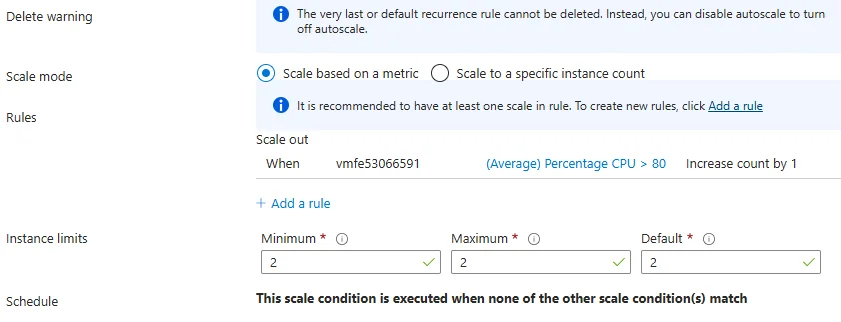 Delete warning
The very last or default recurrence rule cannot be deleted. Instead, you can disable autoscale to turn
off autoscale.
Scale mode
Scale based on a metric
Scale to a specific instance count
Rules
It is recommended to have at least one scale in rule. To create new rules, click Add a rule
Scale out
When vmfe53066591 (Average) Percentage CPU > 80 Increase count by 1
+ Add a rule
Instance limits
Minimum * Maximum * Default *
2 2 2
Schedule
This scale condition is executed when none of the other scale condition(s) match